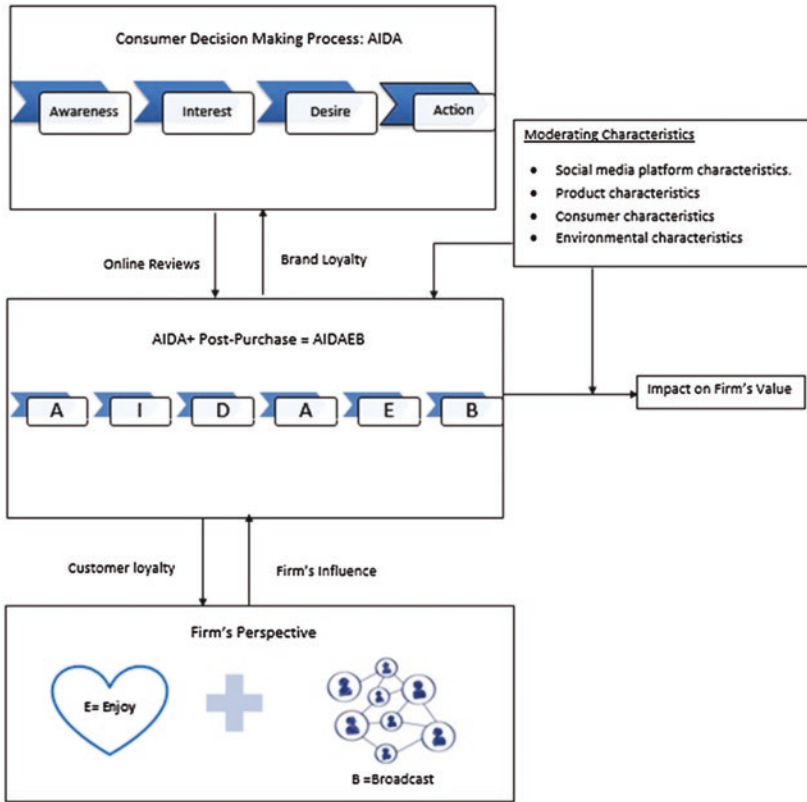 Consumer Decision Making Process: AIDA
Awareness
Interest
Desire
Action
Moderating Characteristics
• Social media platform characteristics.
• Product characteristics
• Consumer characteristics
• Environmental characteristics
Online Reviews
Brand Loyalty
AIDA+ Post-Purchase = AIDAEB
A
I
D
A
E
B
Impact on Firm's Value
Customer loyalty
Firm's Influence
Firm's Perspective
E= Enjoy
B =Broadcast